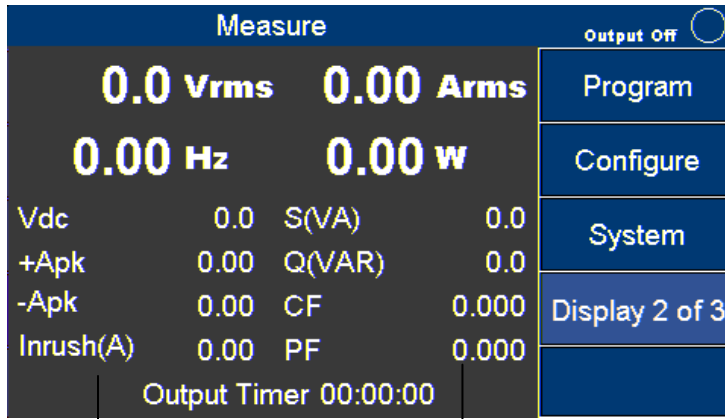 Measure
Output Off
0.0 Vrms 0.00 Arms
Program
0.00 Hz 0.00 W
Configure
Vdc 0.0 S(VA) 0.0
System
+Apk 0.00 Q(VAR) 0.0
-Apk 0.00 CF 0.000
Display 2 of 3
Inrush(A) 0.00 PF 0.000
Output Timer 00:00:00